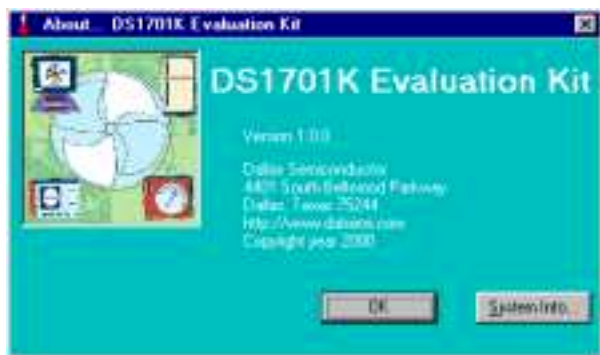 About... DS1701K Evaluation Kit
DS1701K Evaluation Kit
Version 1.0.0
Dallas Semiconductor
4401 South Beltwood Parkway
Dallas, Texas 75244
http://www.dalsemi.com
Copyright year 2000
OK
System Info...